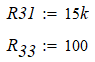 R31 := 15k
R33 := 100